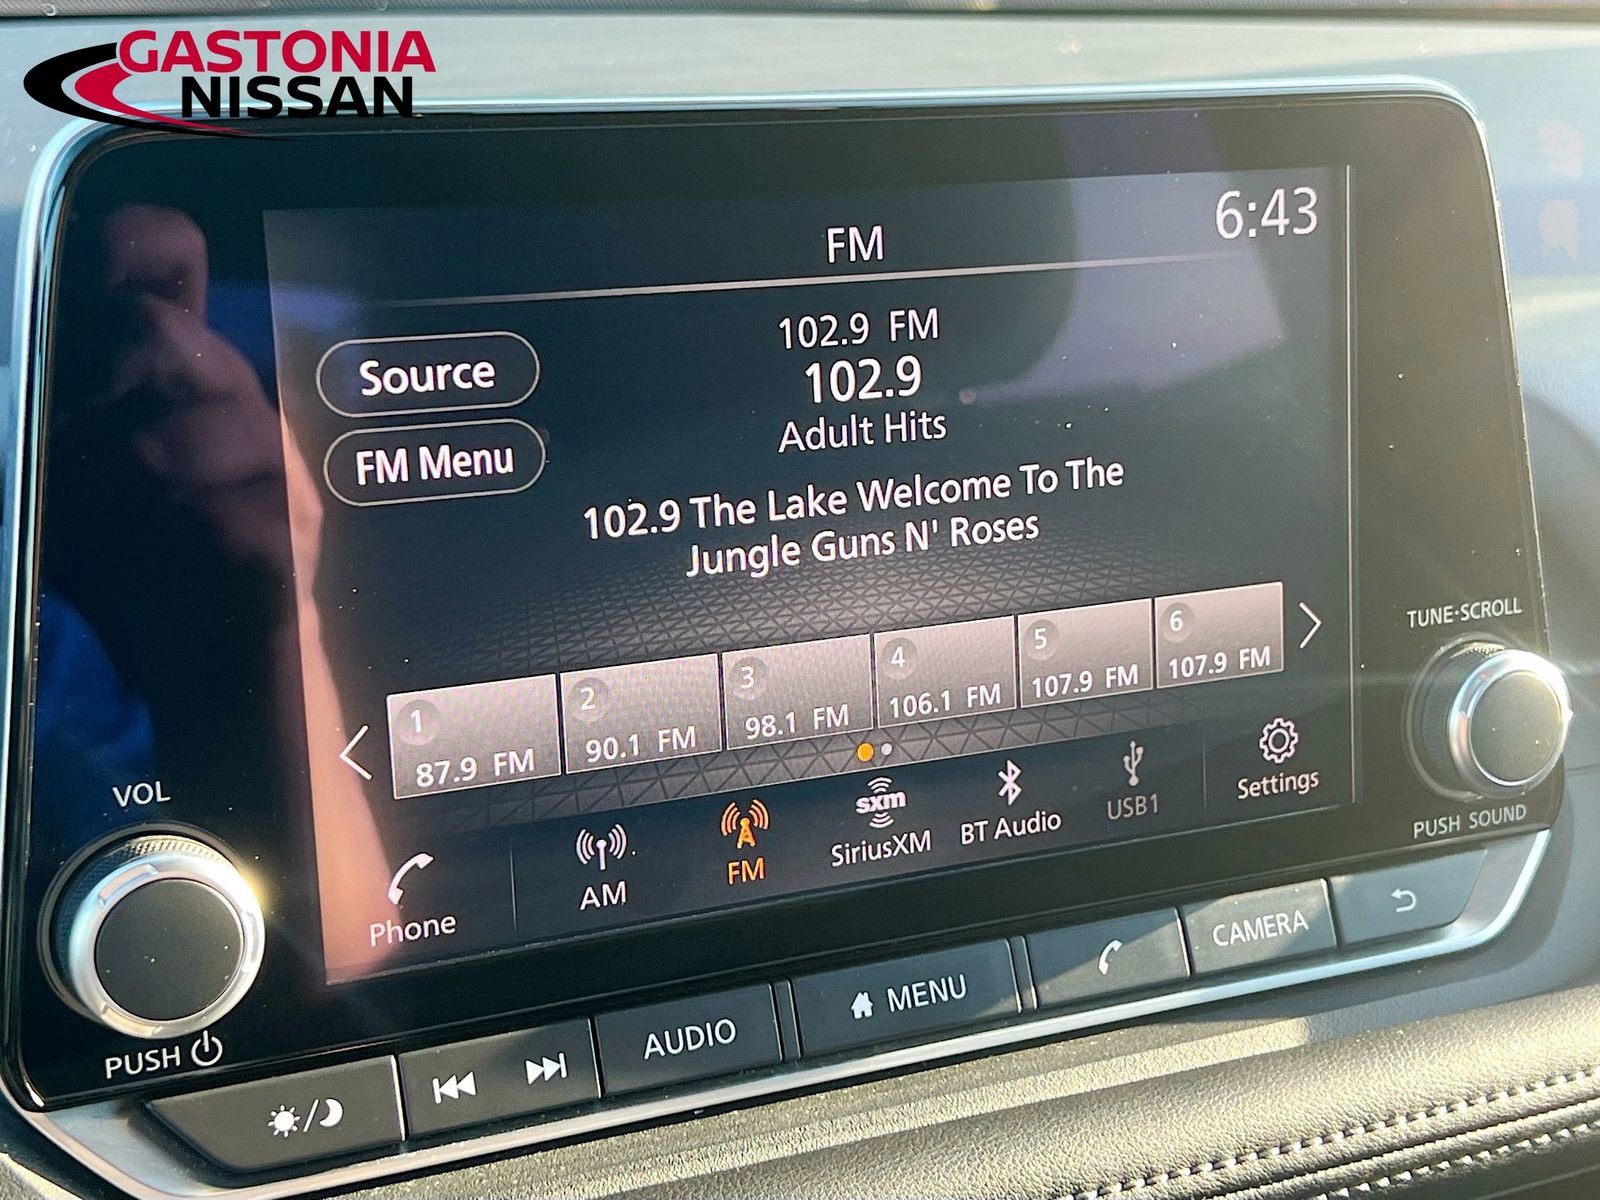 GASTONIA
NISSAN
FM
6:43
102.9 FM
102.9
Adult Hits
Source
FM Menu
102.9 The Lake Welcome To The
Jungle Guns N' Roses
1
87.9 FM
2
90.1 FM
3
98.1 FM
4
106.1 FM
5
107.9 FM
6
107.9 FM
Phone
AM
FM
sxm
SiriusXM
BT Audio
USB1
Settings
VOL
PUSH
TUNE·SCROLL
PUSH SOUND
AUDIO
MENU
CAMERA